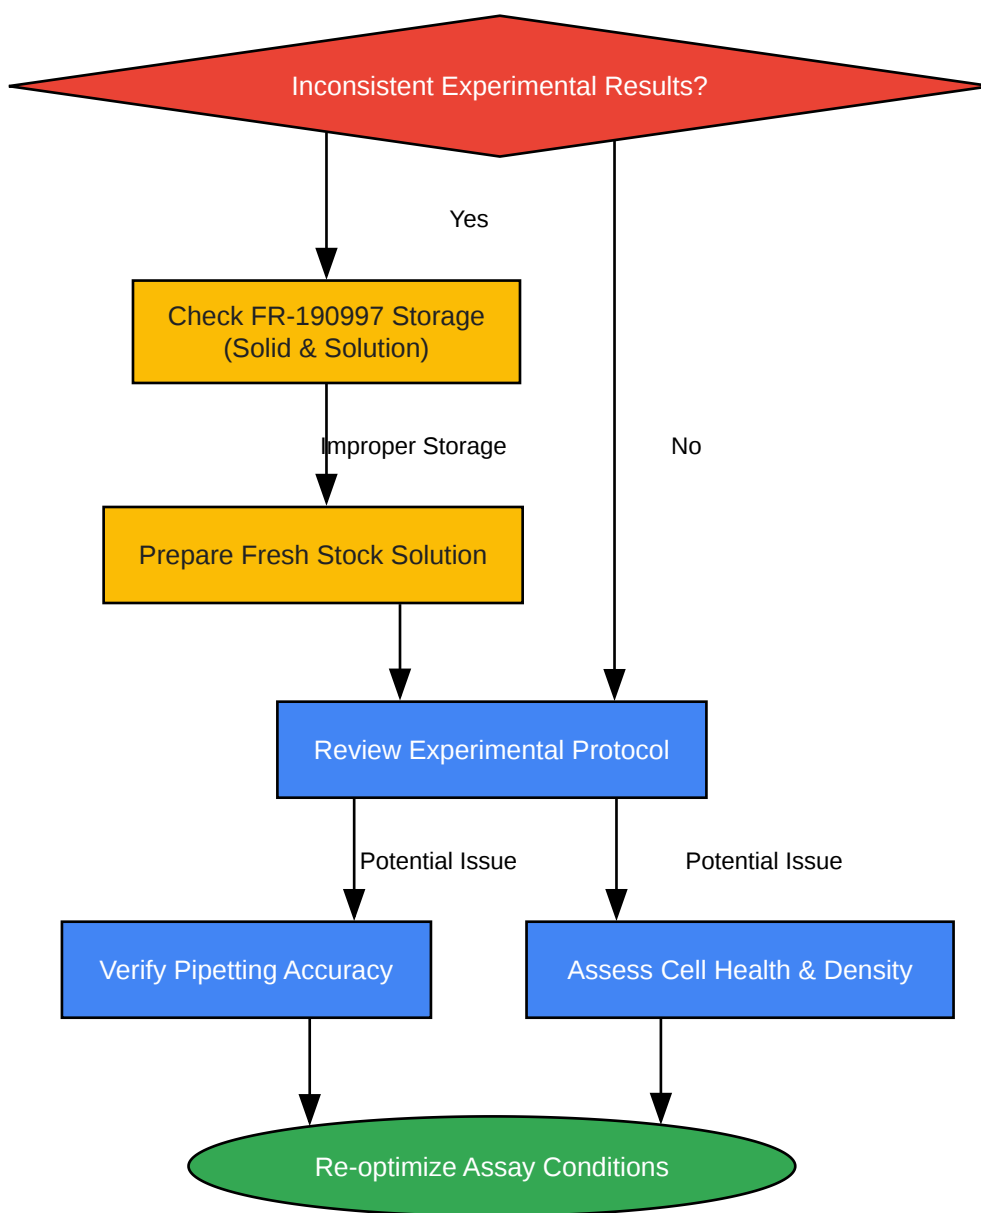 Inconsistent Experimental Results?
Yes
Check FR-190997 Storage
(Solid & Solution)
Improper Storage
No
Prepare Fresh Stock Solution
Review Experimental Protocol
Potential Issue
Potential Issue
Verify Pipetting Accuracy
Assess Cell Health & Density
Re-optimize Assay Conditions